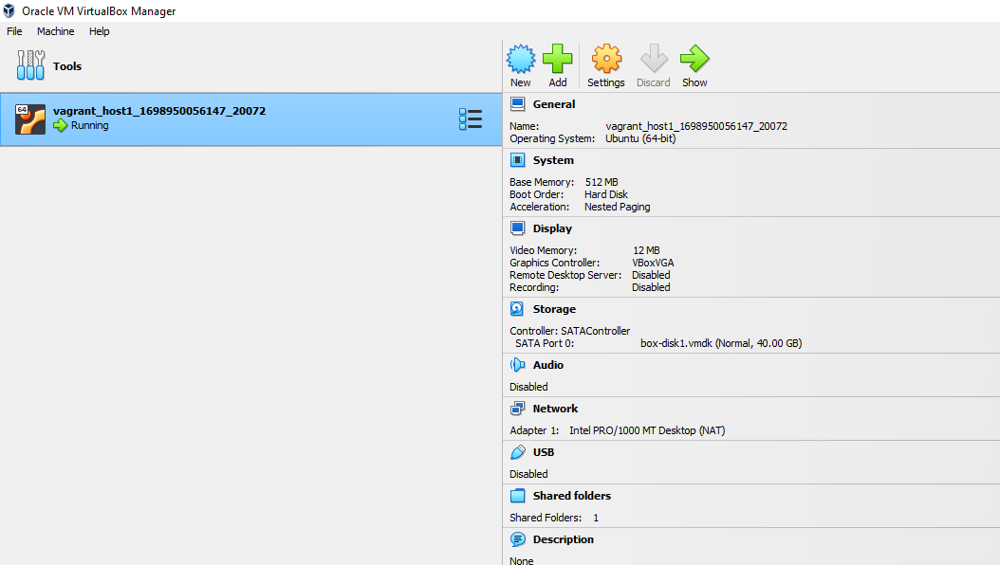 Oracle VM VirtualBox Manager
File Machine Help
Tools
64
vagrant_host1_1698950056147_20072
Running
New Add Settings Discard Show
General
Name: vagrant_host1_1698950056147_20072
Operating System: Ubuntu (64-bit)
System
Base Memory: 512 MB
Boot Order: Hard Disk
Acceleration: Nested Paging
Display
Video Memory: 12 MB
Graphics Controller: VBoxVGA
Remote Desktop Server: Disabled
Recording: Disabled
Storage
Controller: SATAController
SATA Port 0: box-disk1.vmdk (Normal, 40.00 GB)
Audio
Disabled
Network
Adapter 1: Intel PRO/1000 MT Desktop (NAT)
USB
Disabled
Shared folders
Shared Folders: 1
Description
None